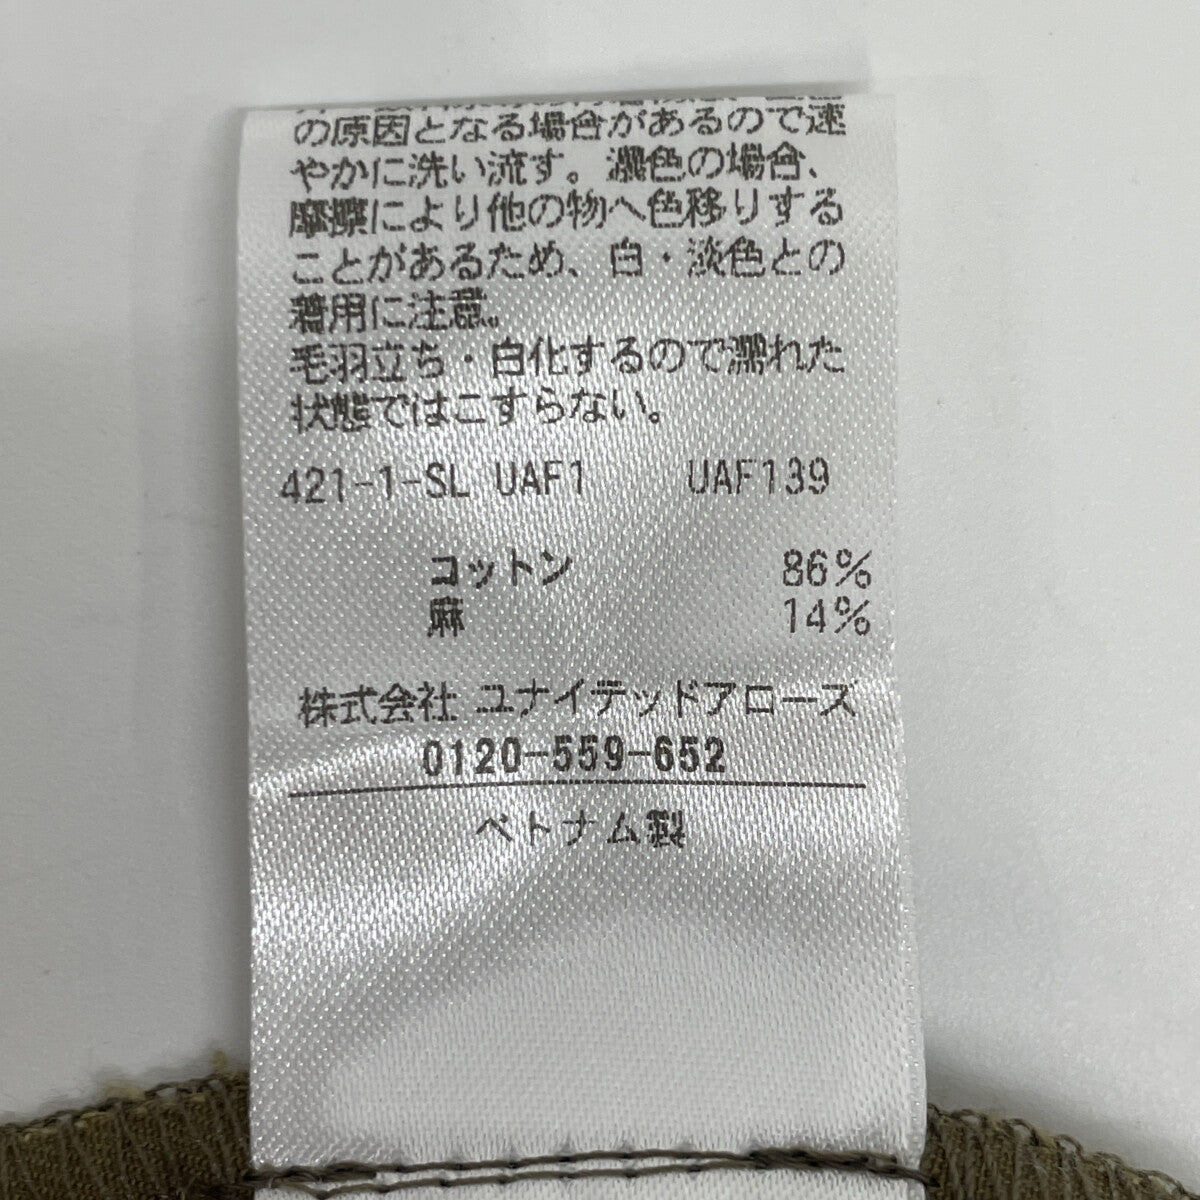 の原因となる場合があるので速
やかに洗い流す。濃色の場合、
摩擦により他の物へ色移りする
ことがあるため、白・淡色との
着用に注意。
毛羽立ち・白化するので濡れた
状態ではこすらない。
421-1-SL UAF1 UAF139
コットン 86%
麻 14%
株式会社 ユナイテッドアローズ
0120-559-652
ベトナム製